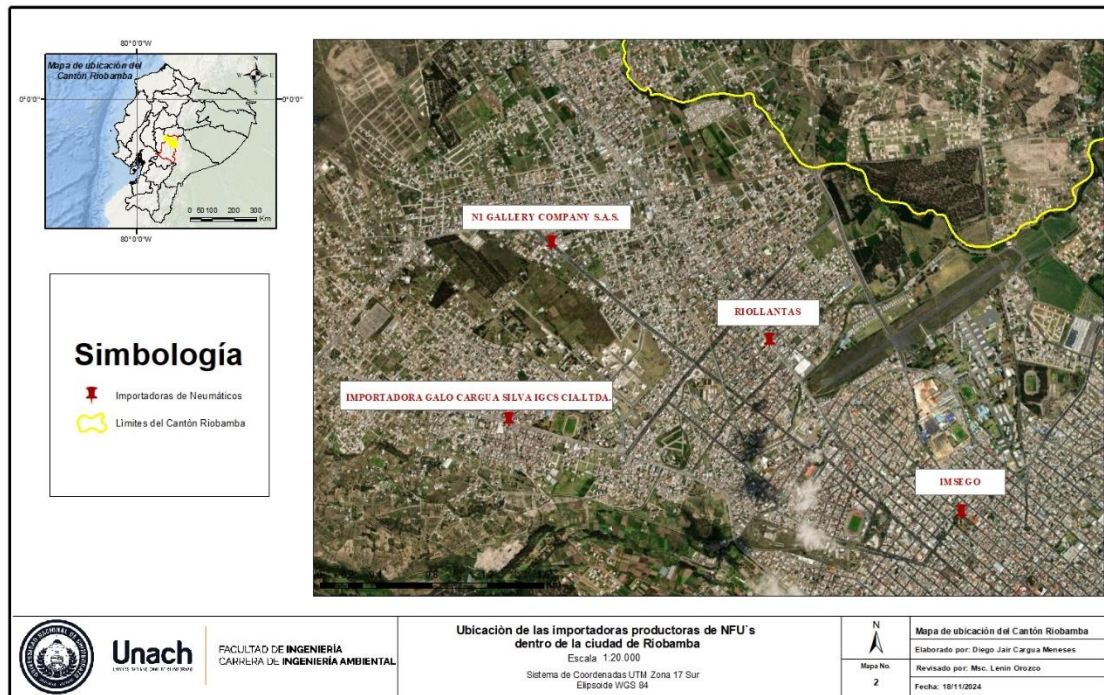 80°0'0"W
Mapa de ubicación del
Cantón Riobamba
0°0'0"
0°0'0"
0 50 100 200 300
Km
80°0'0"W
N1 GALLERY COMPANY S.A.S.
RIOLLANTAS
IMPORTADORA GALO CARGUA SILVA IGCS CIA.LTDA.
IMSEGO
Simbología
Importadoras de Neumáticos
Lìmites del Cantón Riobamba
Unach
FACULTAD DE INGENIERÍA
CARRERA DE INGENIERÍA AMBIENTAL
Ubicaciòn de las importadoras productoras de NFU`s
dentro de la ciudad de Riobamba
Escala 1:20.000
Sistema de Coordenadas UTM Zona 17 Sur
Elipsoide WGS 84
N
Mapa No.
2
Mapa de ubicación del Cantón Riobamba
Elaborado por: Diego Jair Cargua Meneses
Revisado por: Msc. Lenin Orozco
Fecha: 18/11/2024